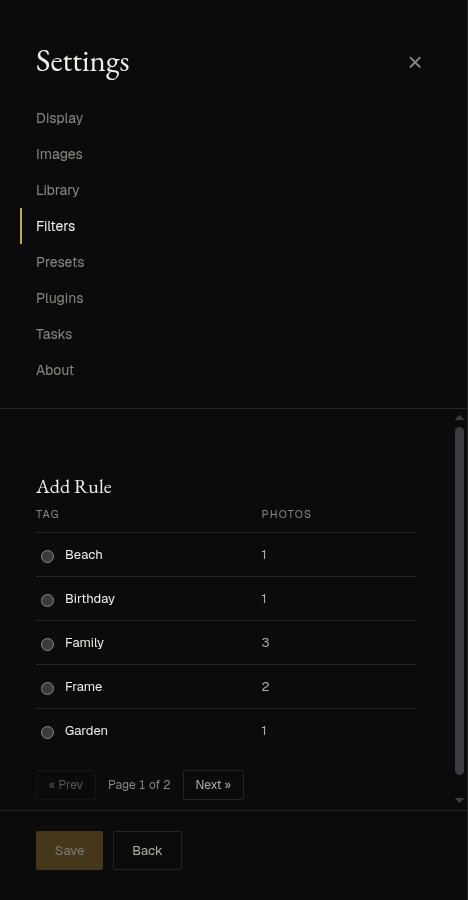 Settings ✕
Display
Images
Library
Filters
Presets
Plugins
Tasks
About
Add Rule
TAG PHOTOS
Beach 1
Birthday 1
Family 3
Frame 2
Garden 1
« Prev Page 1 of 2 Next »
Save Back